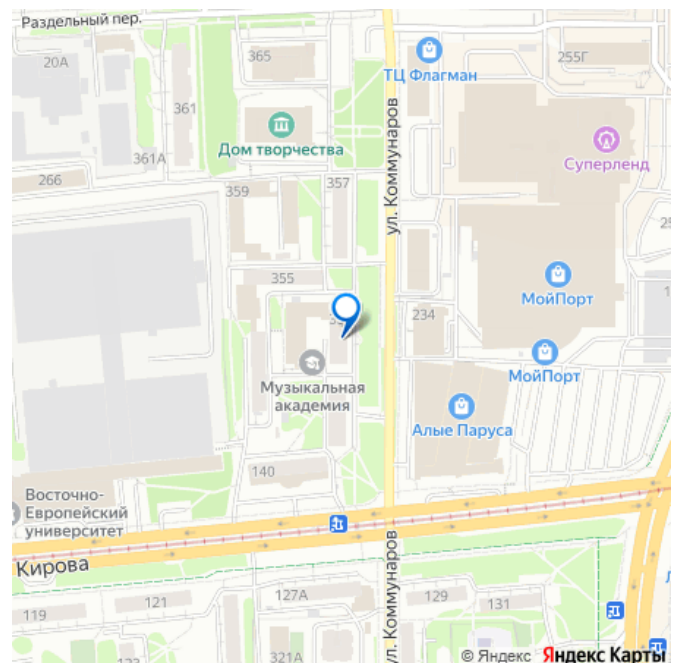 Раздельный пер.
20А
365
ТЦ Флагман
255Г
361
Дом творчества
Суперленд
361А
266
359
357
ул. Коммунаров
355
МойПорт
234
МойПорт
Музыкальная
академия
Алые Паруса
140
Восточно-
Европейский
университет
Кирова
ул. Коммунаров
119
121
127А
129
131
321А
© Яндекс Яндекс Карты